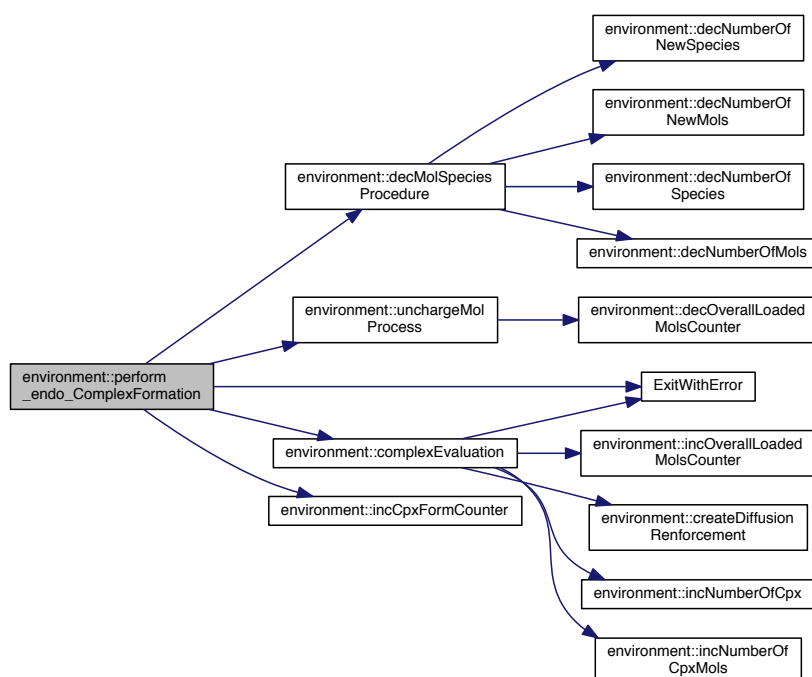 environment::decNumberOf
NewSpecies
environment::decNumberOf
NewMols
environment::decMolSpecies
Procedure
environment::decNumberOf
Species
environment::decNumberOfMols
environment::unchargeMol
Process
environment::decOverallLoaded
MolsCounter
environment::perform
_endo_ComplexFormation
ExitWithError
environment::complexEvaluation
environment::incOverallLoaded
MolsCounter
environment::incCpxFormCounter
environment::createDiffusion
Renforcement
environment::incNumberOfCpx
environment::incNumberOf
CpxMols